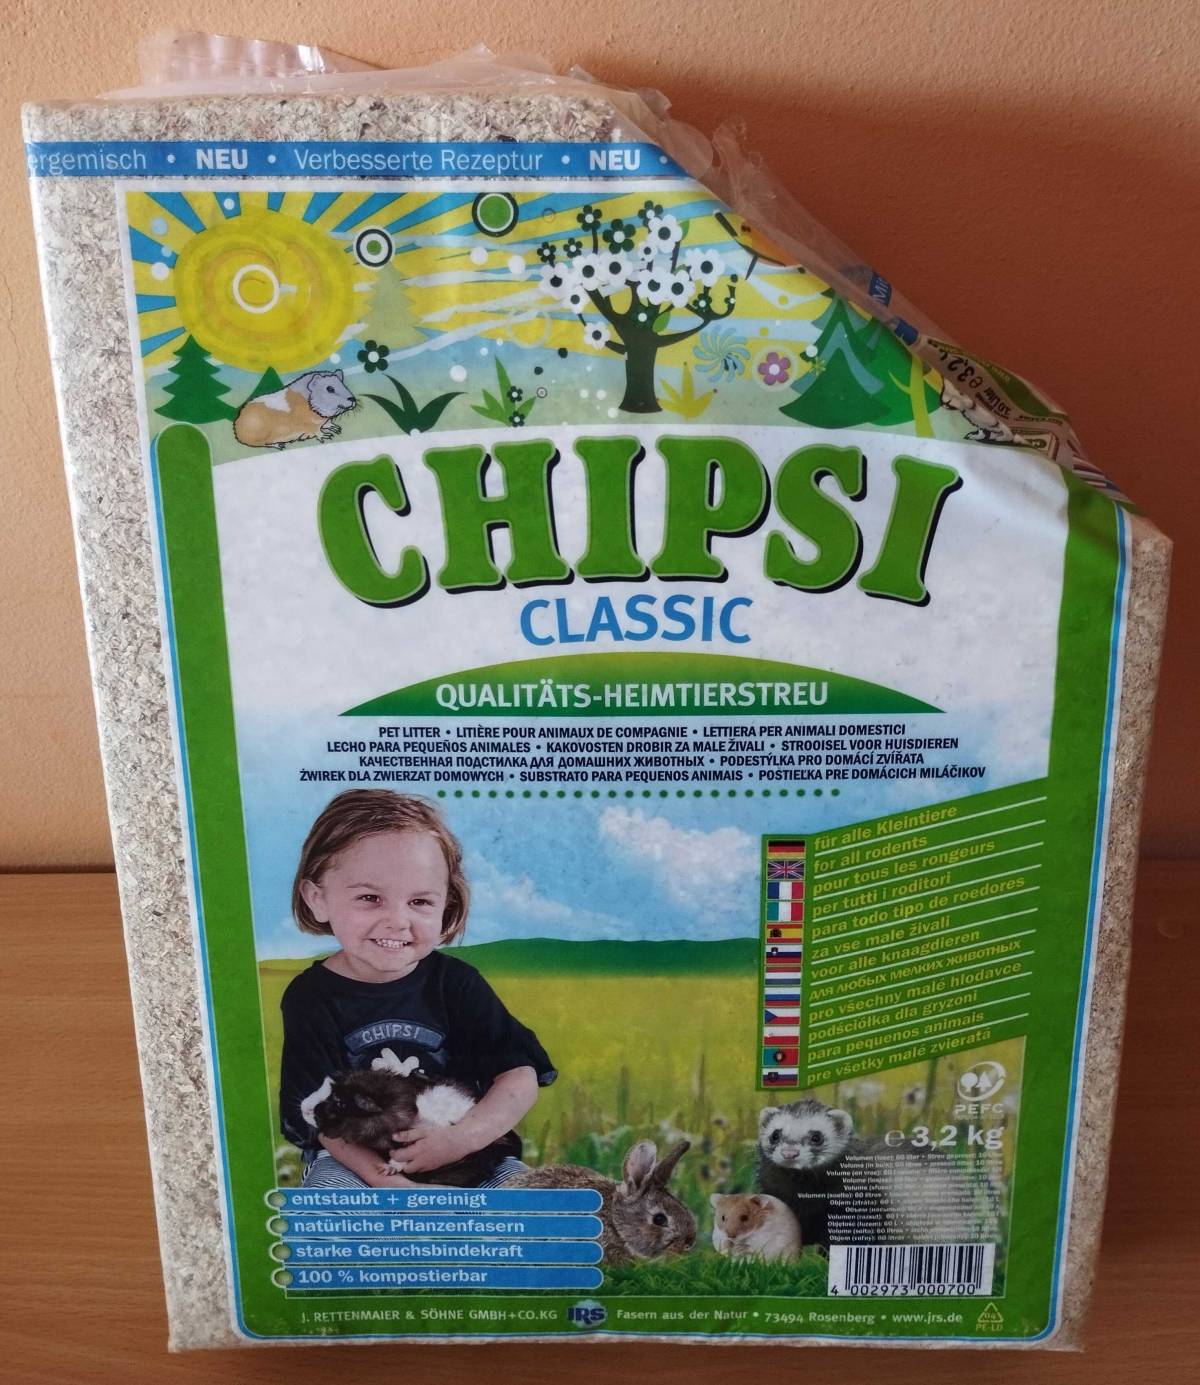 ergemisch • NEU • Verbesserte Rezeptur • NEU •
CHIPSI
CLASSIC
QUALITÄTS-HEIMTIERSTREU
PET LITTER • LITIÈRE POUR ANIMAUX DE COMPAGNIE • LETTIERA PER ANIMALI DOMESTICI
LECHO PARA PEQUEÑOS ANIMALES • KAKOVOSTEN DROBIR ZA MALE ŽIVALI • STROOISEL VOOR HUISDIEREN
КАЧЕСТВЕННАЯ ПОДСТИЛКА ДЛЯ ДОМАШНИХ ЖИВОТНЫХ • PODESTÝLKA PRO DOMÁCÍ ZVÍŘATA
ŻWIREK DLA ZWIERZAT DOMOWYCH • SUBSTRATO PARA PEQUENOS ANIMAIS • POSTIEĽKA PRE DOMÁCICH MILÁČIKOV
für alle Kleintiere
for all rodents
pour tous les rongeurs
per tutti i roditori
para todo tipo de roedores
za vse male živali
voor alle knaagdieren
для любых мелких животных
pro všechny malé hlodavce
podściólka dla gryzoni
para pequenos animais
pre všetky malé zvieratá
CHIPSI
PEFC
℮ 3,2 kg
entstaubt + gereinigt
natürliche Pflanzenfasern
starke Geruchsbindekraft
100 % kompostierbar
4 002973 000700
J. RETTENMAIER & SÖHNE GMBH+CO.KG JRS Fasern aus der Natur • 73494 Rosenberg • www.jrs.de
04
PE-LD